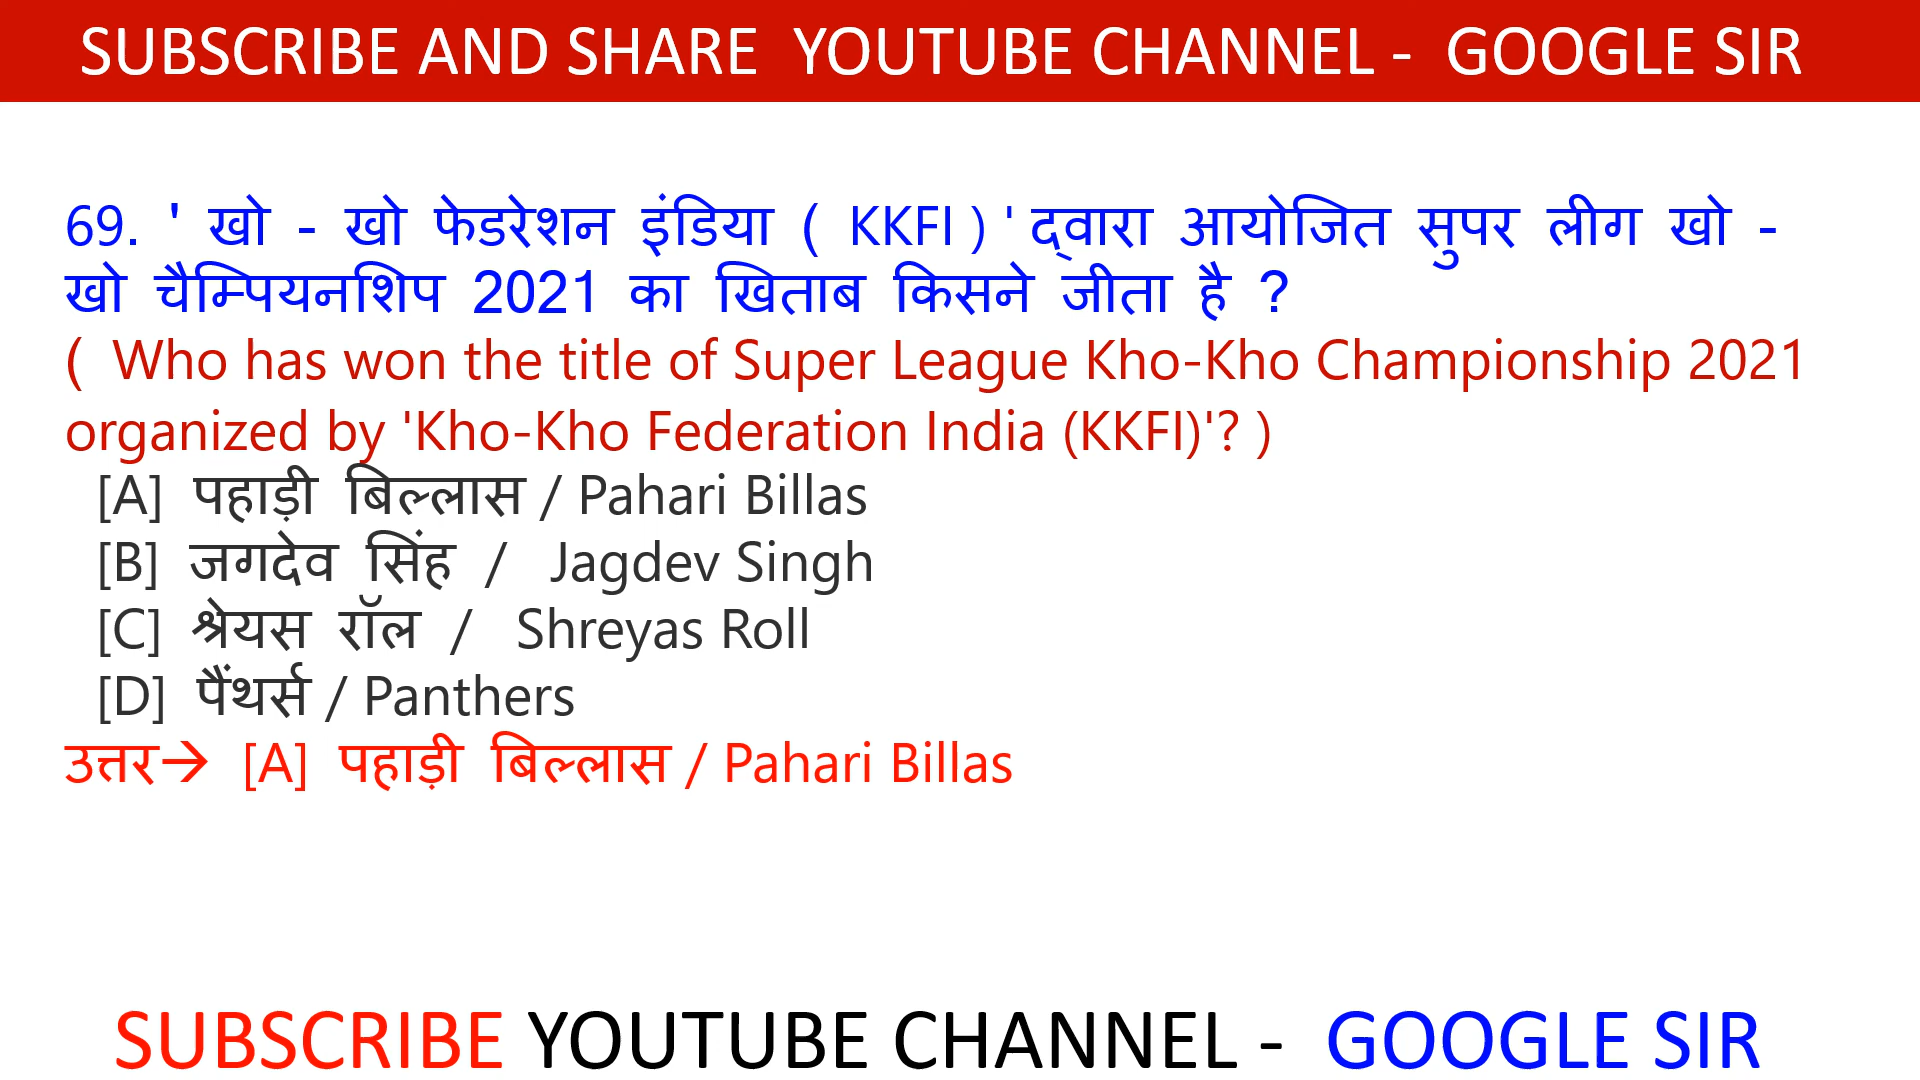 SUBSCRIBE AND SHARE YOUTUBE CHANNEL - GOOGLE SIR
69. ' खो - खो फेडरेशन इंडिया ( KKFI ) ' द्वारा आयोजित सुपर लीग खो -
खो चैम्पियनशिप 2021 का खिताब किसने जीता है ?
( Who has won the title of Super League Kho-Kho Championship 2021
organized by 'Kho-Kho Federation India (KKFI)'? )
[A] पहाड़ी बिल्लास / Pahari Billas
[B] जगदेव सिंह / Jagdev Singh
[C] श्रेयस रॉल / Shreyas Roll
[D] पैंथर्स / Panthers
उत्तर→ [A] पहाड़ी बिल्लास / Pahari Billas
SUBSCRIBE YOUTUBE CHANNEL - GOOGLE SIR